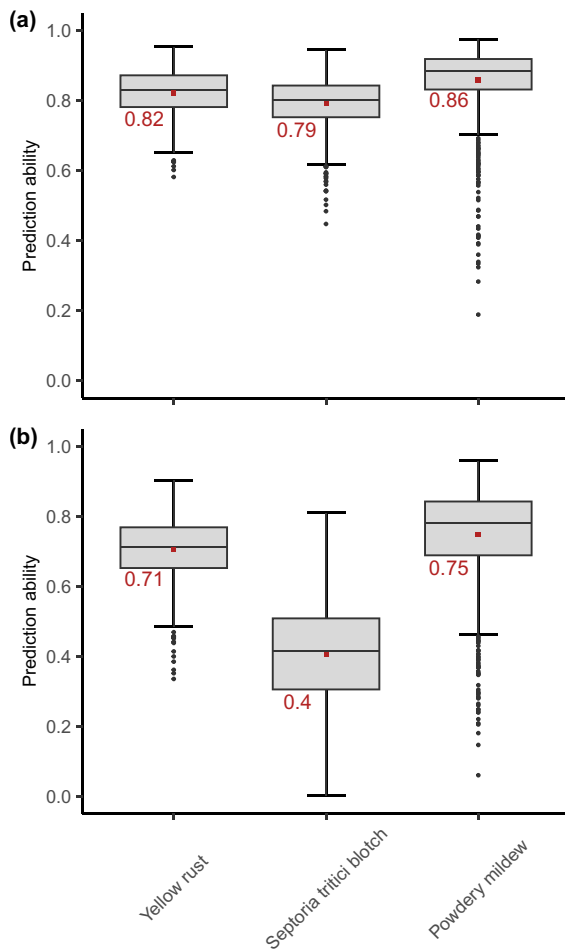 (a)
Prediction ability
1.0
0.8
0.6
0.4
0.2
0.0
0.82
0.79
0.86
(b)
Prediction ability
1.0
0.8
0.6
0.4
0.2
0.0
0.71
0.4
0.75
Yellow rust
Septoria tritici blotch
Powdery mildew